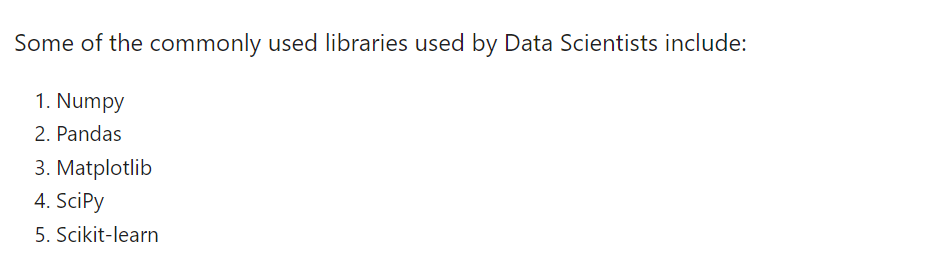 Some of the commonly used libraries used by Data Scientists include:
1. Numpy
2. Pandas
3. Matplotlib
4. SciPy
5. Scikit-learn